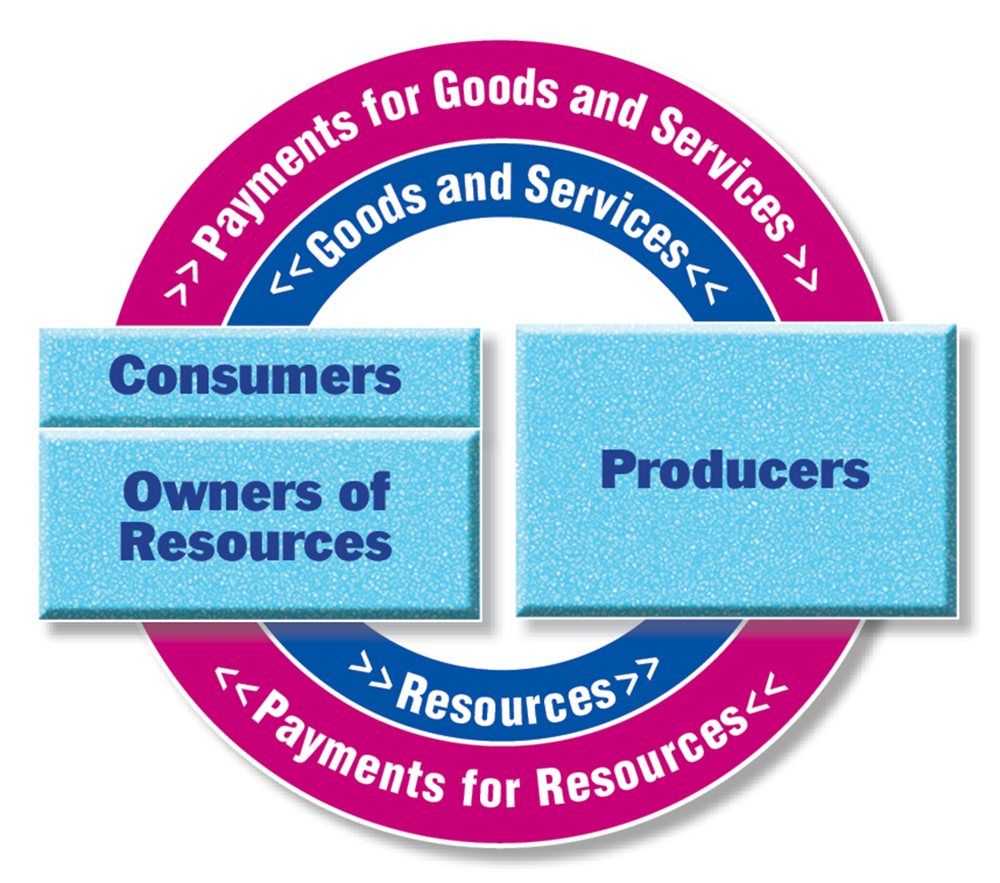 >> Payments for Goods and Services >>
<< Goods and Services <<
Consumers
Owners of
Resources
Producers
>> Resources >>
<< Payments for Resources <<